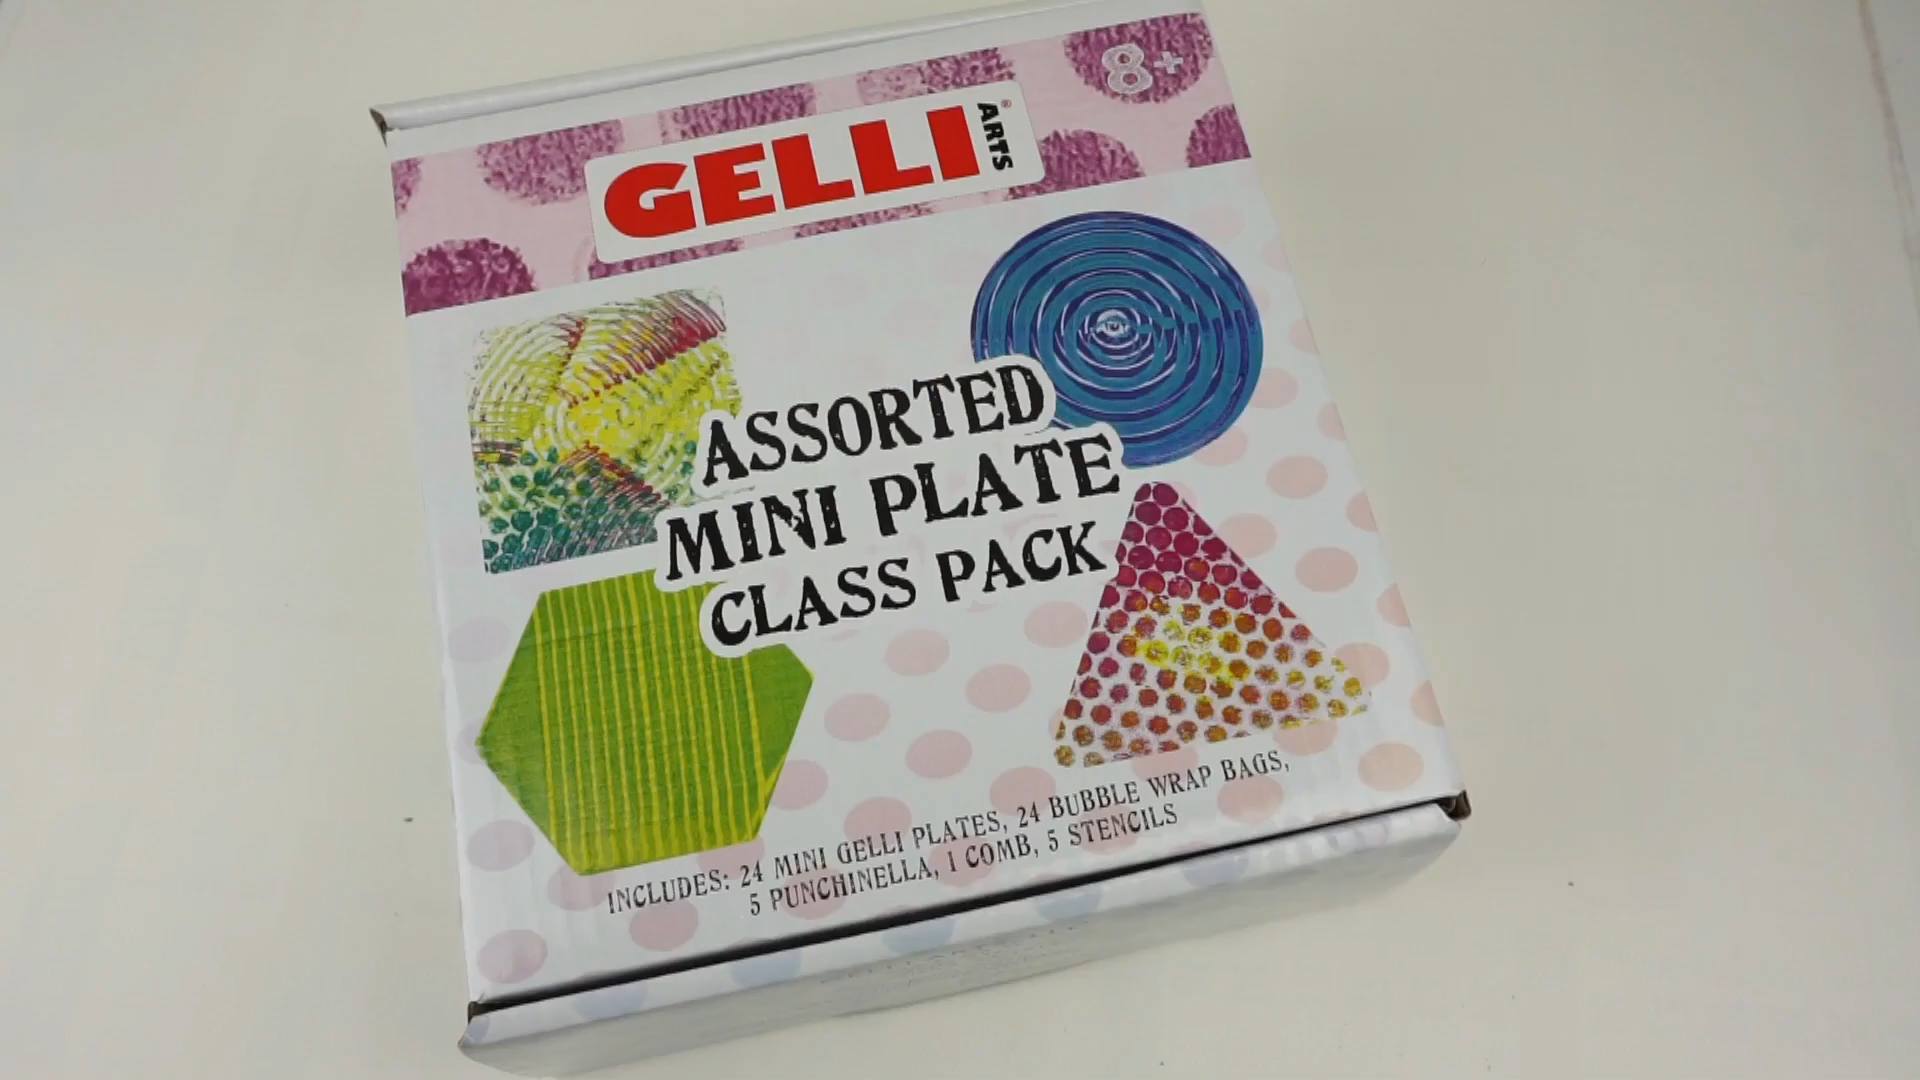 8+
GELLI ARTS®
ASSORTED
MINI PLATE
CLASS PACK
INCLUDES: 24 MINI GELLI PLATES, 24 BUBBLE WRAP BAGS,
5 PUNCHINELLA, 1 COMB, 5 STENCILS